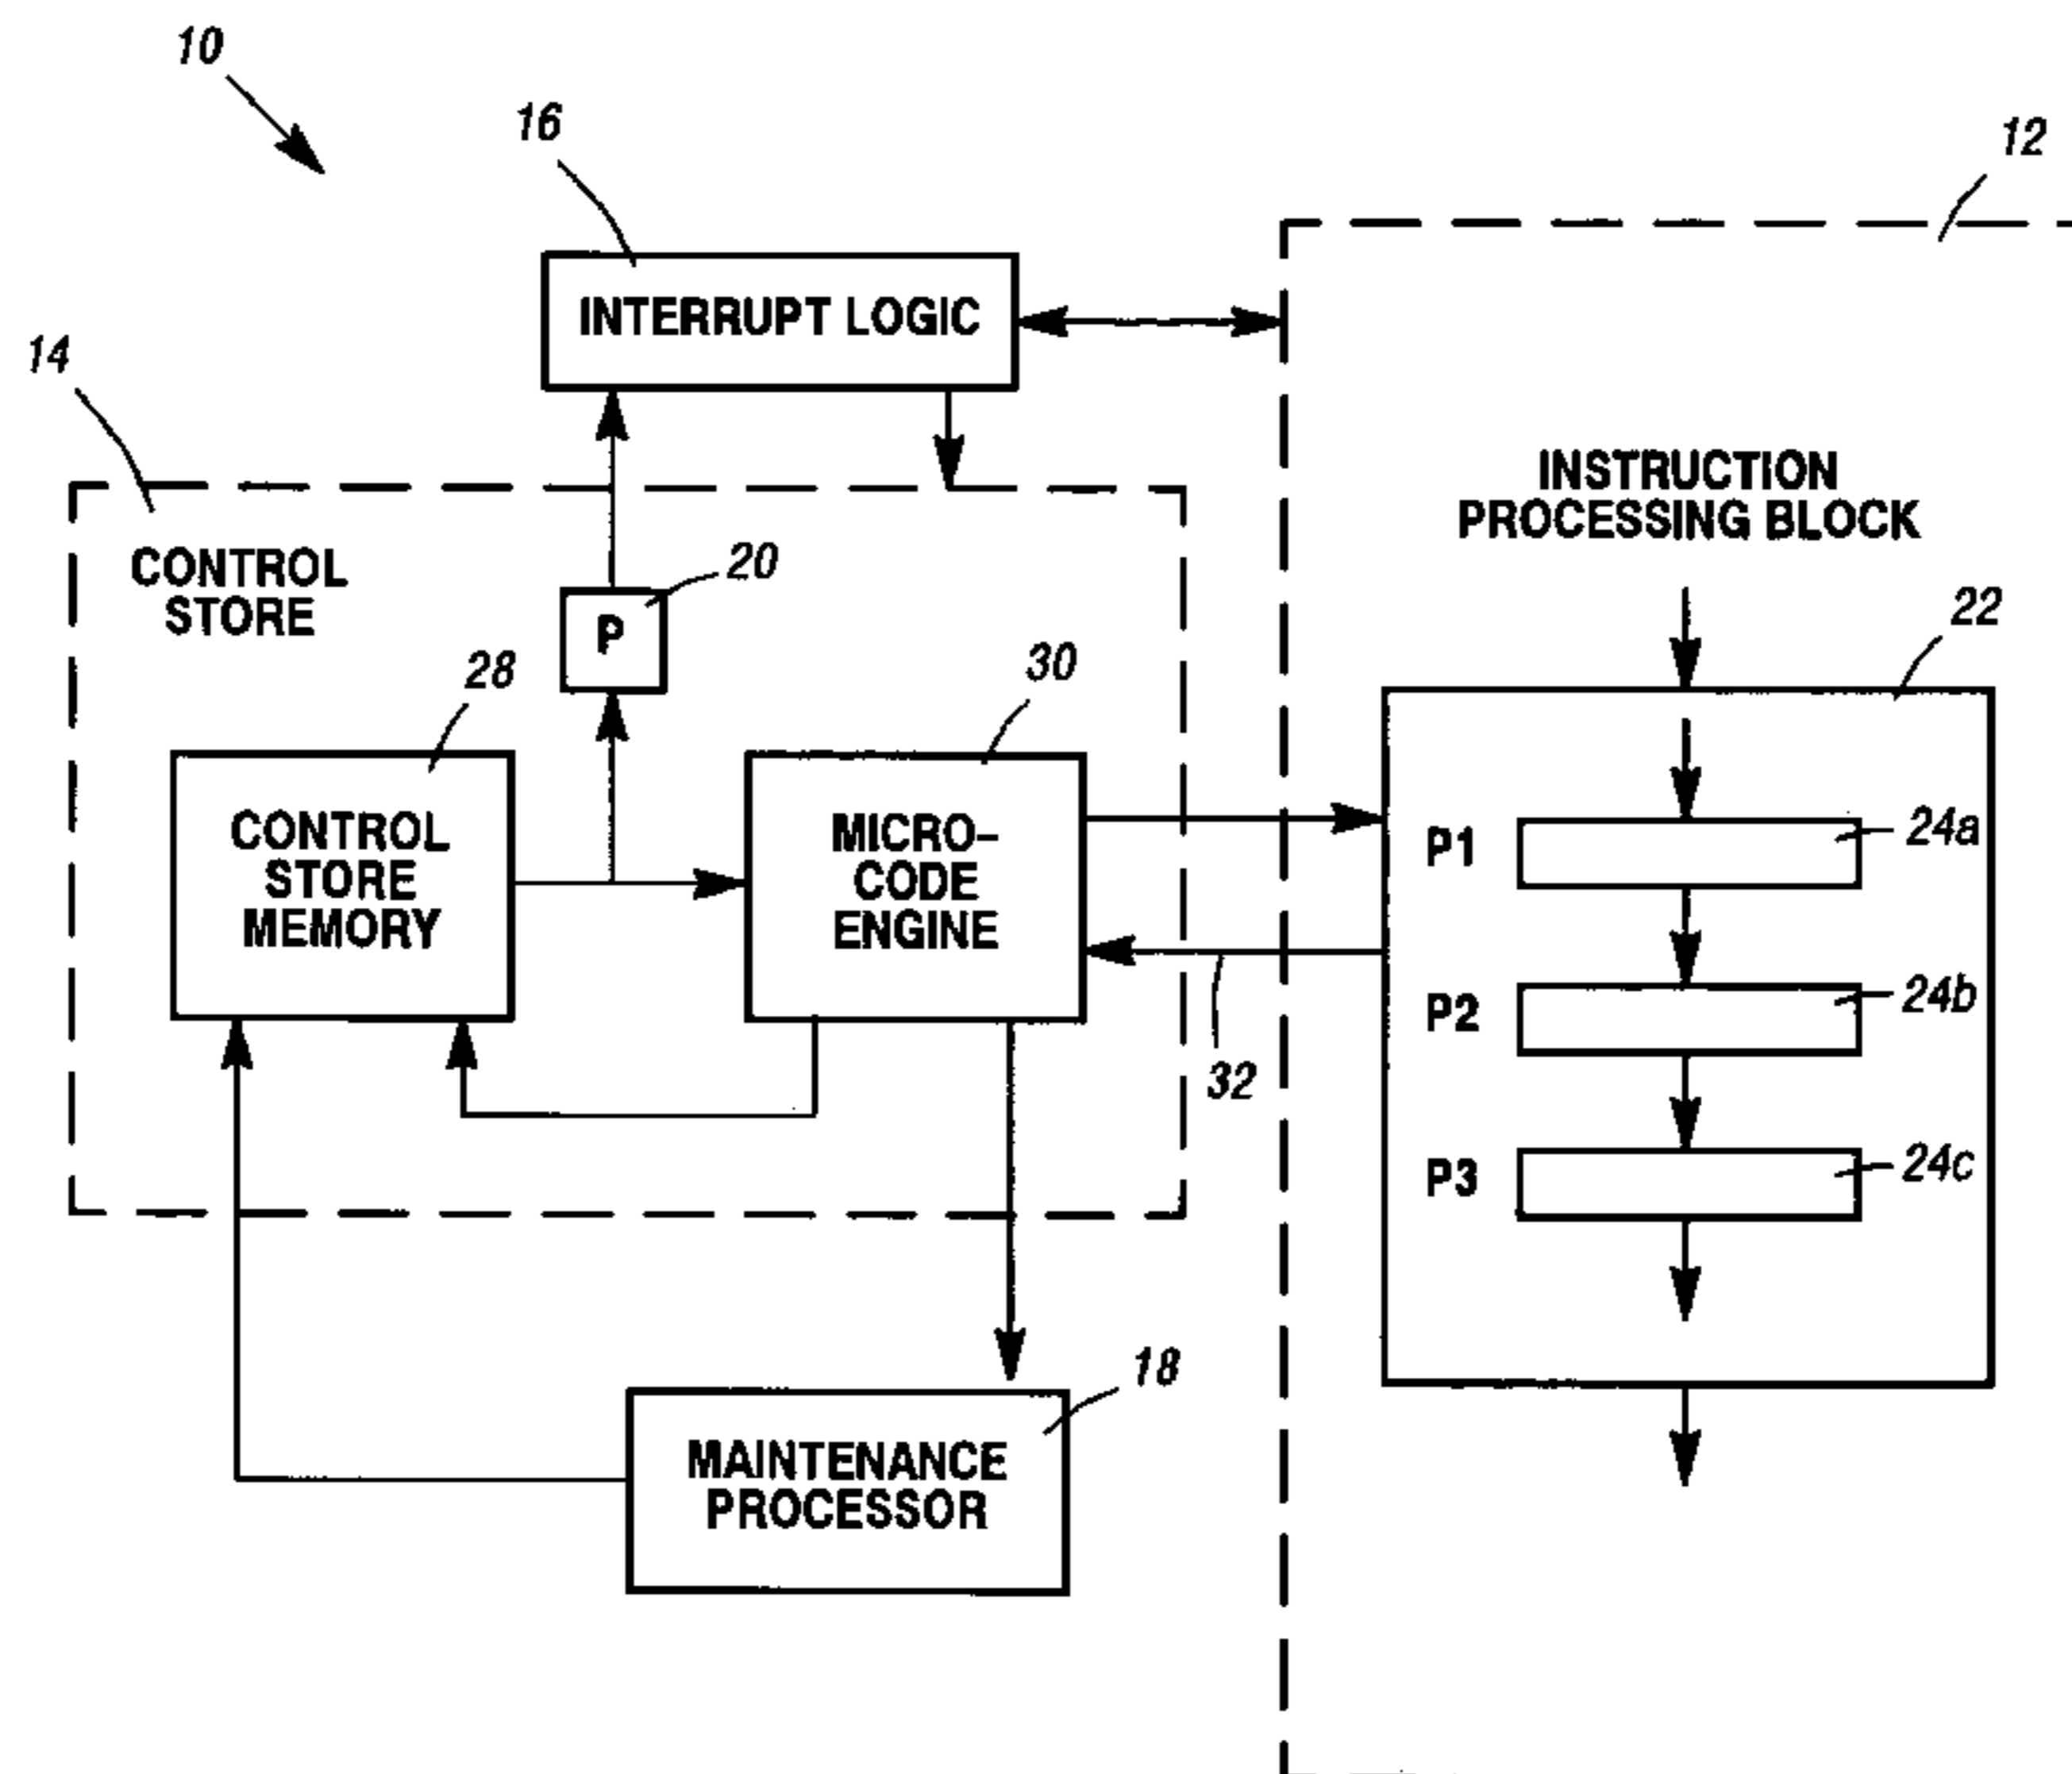 10
16
12
INTERRUPT LOGIC
14
INSTRUCTION
PROCESSING BLOCK
CONTROL
STORE
20
P
22
28
30
CONTROL
STORE
MEMORY
MICRO-
CODE
ENGINE
P1
24a
P2
24b
32
P3
24c
18
MAINTENANCE
PROCESSOR